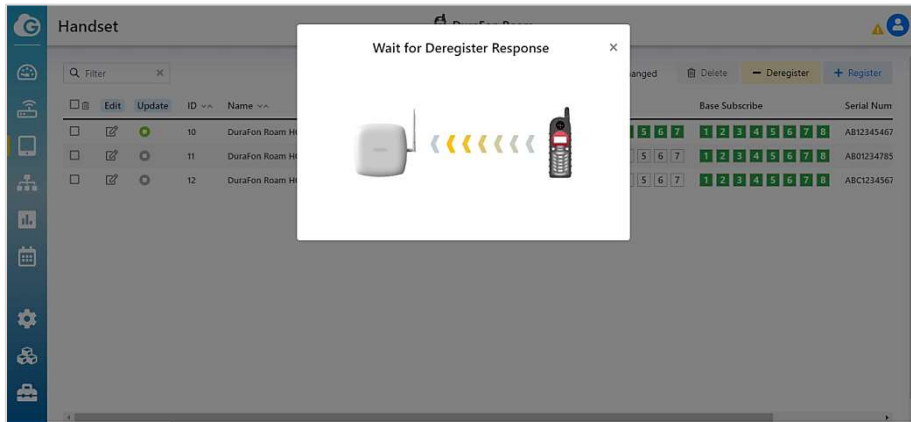 Handset
DuraFon Roam
Wait for Deregister Response ×
Filter ×
anged Delete − Deregister + Register
Edit Update ID Name Base Subscribe Serial Num
10 DuraFon Roam H 5 6 7 1 2 3 4 5 6 7 8 AB12345467
11 DuraFon Roam H 5 6 7 1 2 3 4 5 6 7 8 AB01234785
12 DuraFon Roam H 5 6 7 1 2 3 4 5 6 7 8 ABC1234567